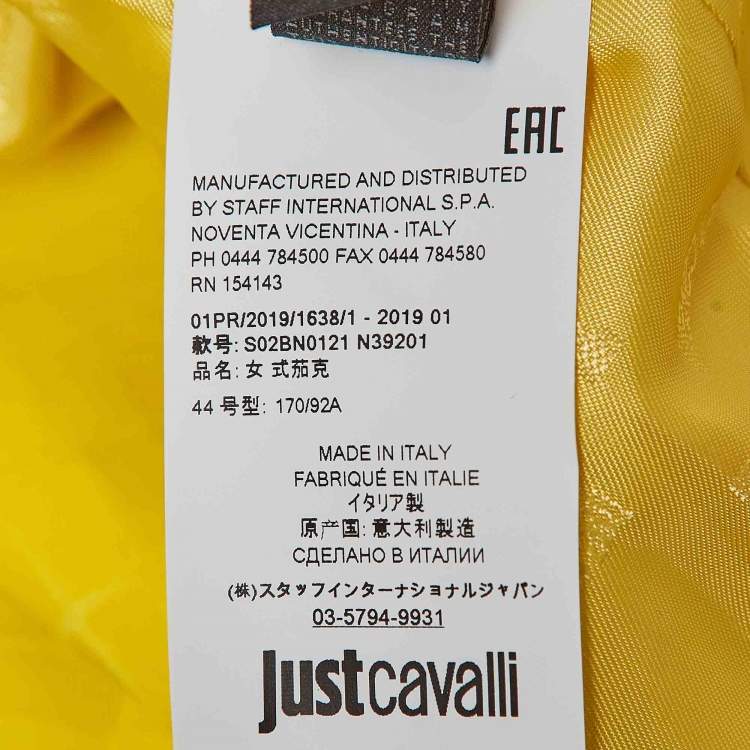 EAC
MANUFACTURED AND DISTRIBUTED
BY STAFF INTERNATIONAL S.P.A.
NOVENTA VICENTINA - ITALY
PH 0444 784500 FAX 0444 784580
RN 154143
01PR/2019/1638/1 - 2019 01
款号: S02BN0121 N39201
品名: 女 式茄克
44 号型: 170/92A
MADE IN ITALY
FABRIQUÉ EN ITALIE
イタリア製
原产国: 意大利製造
СДЕЛАНО В ИТАЛИИ
(株)スタッフインターナショナルジャパン
03-5794-9931
justcavalli